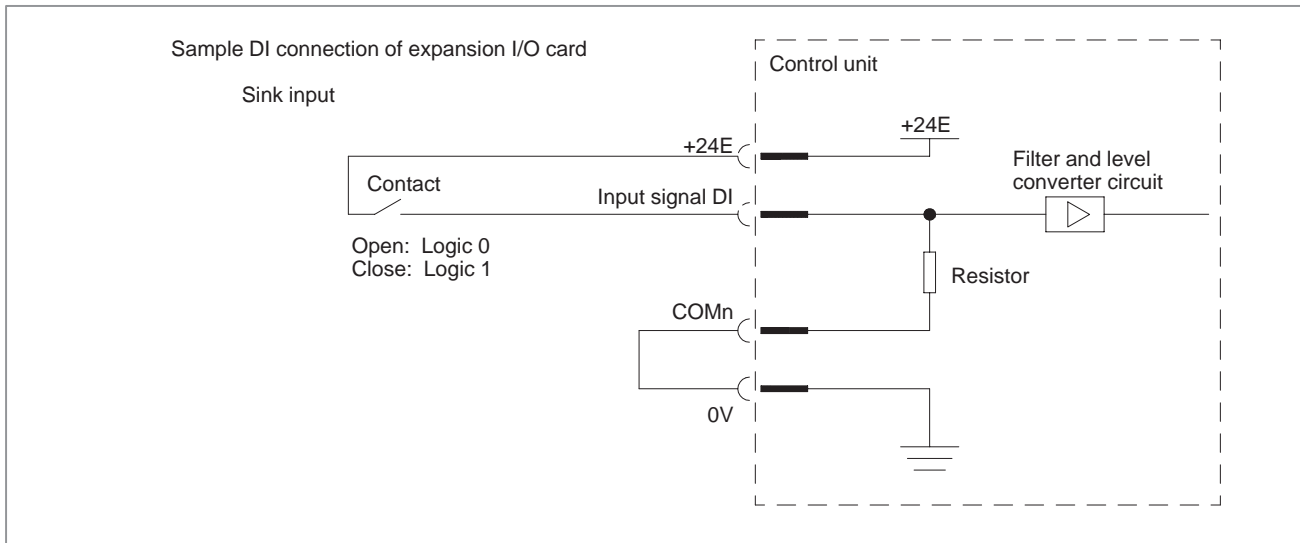 Sample DI connection of expansion I/O card
Sink input
Control unit
+24E
+24E
Filter and level
converter circuit
Contact
Input signal DI
Open: Logic 0
Close: Logic 1
Resistor
COMn
0V